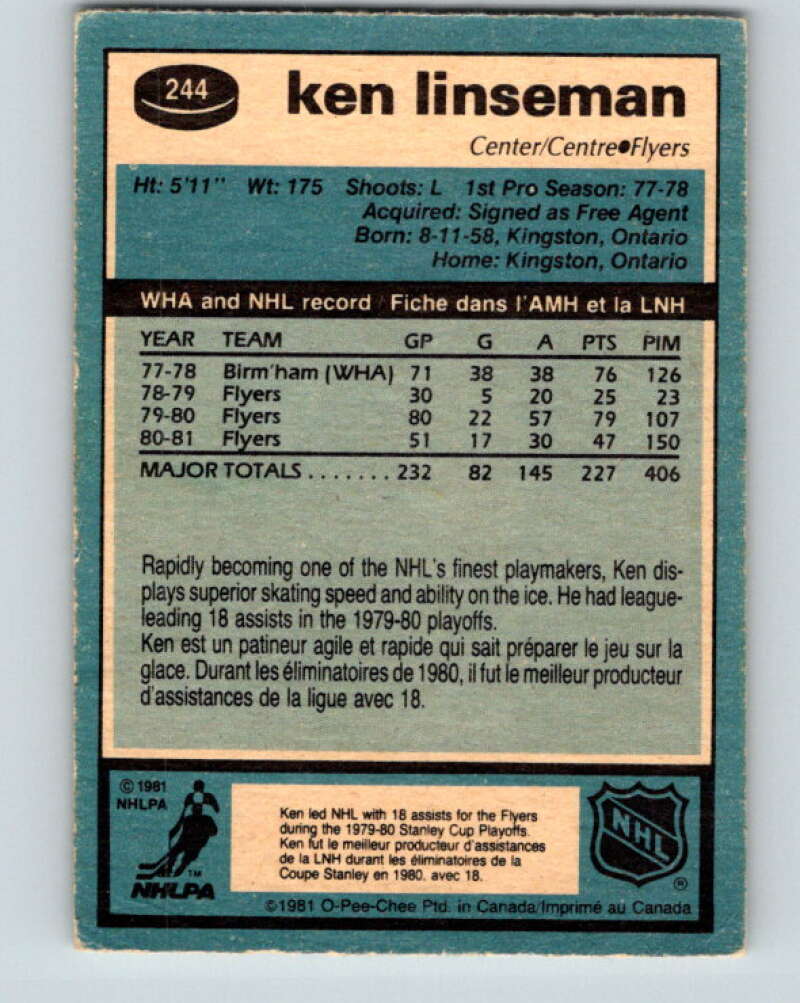 244
ken linseman
Center/Centre●Flyers
Ht: 5'11" Wt: 175 Shoots: L 1st Pro Season: 77-78
Acquired: Signed as Free Agent
Born: 8-11-58, Kingston, Ontario
Home: Kingston, Ontario
WHA and NHL record / Fiche dans l'AMH et la LNH
YEAR TEAM GP G A PTS PIM
77-78 Birm'ham (WHA) 71 38 38 76 126
78-79 Flyers 30 5 20 25 23
79-80 Flyers 80 22 57 79 107
80-81 Flyers 51 17 30 47 150
MAJOR TOTALS ....... 232 82 145 227 406
Rapidly becoming one of the NHL's finest playmakers, Ken dis-
plays superior skating speed and ability on the ice. He had league-
leading 18 assists in the 1979-80 playoffs.
Ken est un patineur agile et rapide qui sait préparer le jeu sur la
glace. Durant les éliminatoires de 1980, il fut le meilleur producteur
d'assistances de la ligue avec 18.
© 1981
NHLPA
TM
NHLPA
Ken led NHL with 18 assists for the Flyers
during the 1979-80 Stanley Cup Playoffs.
Ken fut le meilleur producteur d'assistances
de la LNH durant les éliminatoires de la
Coupe Stanley en 1980. avec 18.
NHL
®
©1981 O-Pee-Chee Ptd. in Canada/Imprimé au Canada